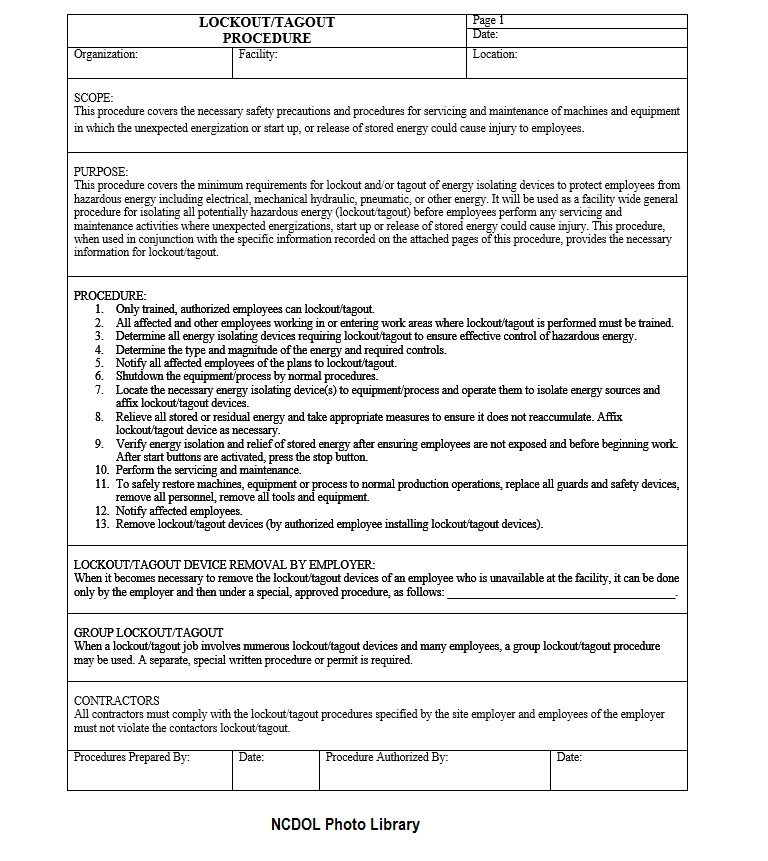 LOCKOUT/TAGOUT
PROCEDURE
Page 1
Date:
Organization:
Facility:
Location:
SCOPE:
This procedure covers the necessary safety precautions and procedures for servicing and maintenance of machines and equipment
in which the unexpected energization or start up, or release of stored energy could cause injury to employees.
PURPOSE:
This procedure covers the minimum requirements for lockout and/or tagout of energy isolating devices to protect employees from
hazardous energy including electrical, mechanical hydraulic, pneumatic, or other energy. It will be used as a facility wide general
procedure for isolating all potentially hazardous energy (lockout/tagout) before employees perform any servicing and
maintenance activities where unexpected energizations, start up or release of stored energy could cause injury. This procedure,
when used in conjunction with the specific information recorded on the attached pages of this procedure, provides the necessary
information for lockout/tagout.
PROCEDURE:
1. Only trained, authorized employees can lockout/tagout.
2. All affected and other employees working in or entering work areas where lockout/tagout is performed must be trained.
3. Determine all energy isolating devices requiring lockout/tagout to ensure effective control of hazardous energy.
4. Determine the type and magnitude of the energy and required controls.
5. Notify all affected employees of the plans to lockout/tagout.
6. Shutdown the equipment/process by normal procedures.
7. Locate the necessary energy isolating device(s) to equipment/process and operate them to isolate energy sources and
affix lockout/tagout devices.
8. Relieve all stored or residual energy and take appropriate measures to ensure it does not reaccumulate. Affix
lockout/tagout device as necessary.
9. Verify energy isolation and relief of stored energy after ensuring employees are not exposed and before beginning work.
After start buttons are activated, press the stop button.
10. Perform the servicing and maintenance.
11. To safely restore machines, equipment or process to normal production operations, replace all guards and safety devices,
remove all personnel, remove all tools and equipment.
12. Notify affected employees.
13. Remove lockout/tagout devices (by authorized employee installing lockout/tagout devices).
LOCKOUT/TAGOUT DEVICE REMOVAL BY EMPLOYER:
When it becomes necessary to remove the lockout/tagout devices of an employee who is unavailable at the facility, it can be done
only by the employer and then under a special, approved procedure, as follows: ______________________________________.
GROUP LOCKOUT/TAGOUT
When a lockout/tagout job involves numerous lockout/tagout devices and many employees, a group lockout/tagout procedure
may be used. A separate, special written procedure or permit is required.
CONTRACTORS
All contractors must comply with the lockout/tagout procedures specified by the site employer and employees of the employer
must not violate the contactors lockout/tagout.
Procedures Prepared By:
Date:
Procedure Authorized By:
Date:
NCDOL Photo Library